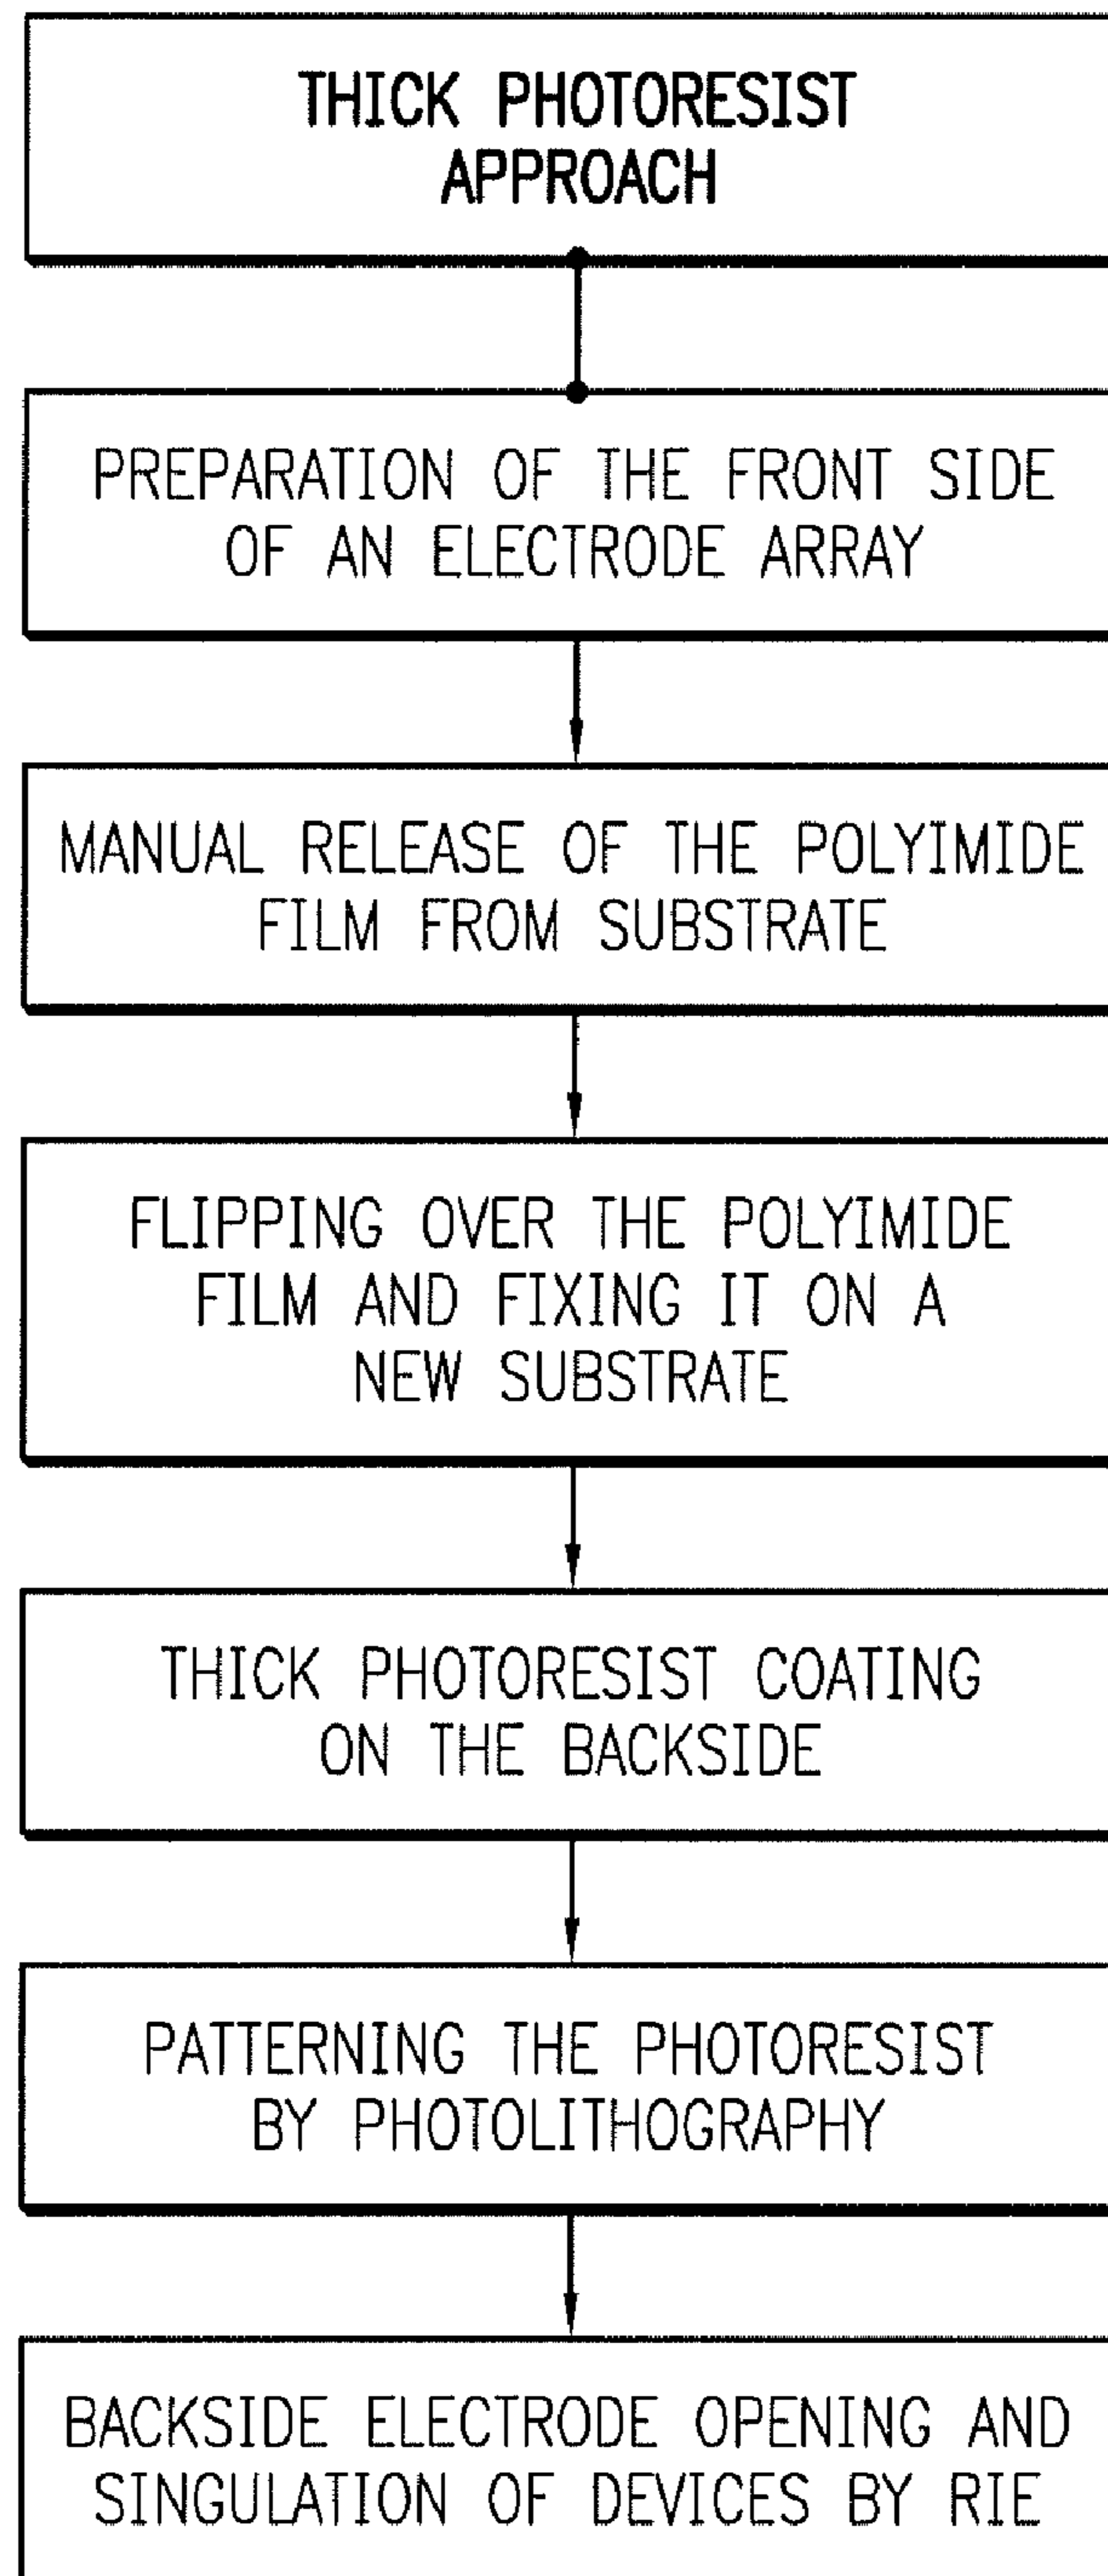 THICK PHOTORESIST
APPROACH
PREPARATION OF THE FRONT SIDE
OF AN ELECTRODE ARRAY
MANUAL RELEASE OF THE POLYIMIDE
FILM FROM SUBSTRATE
FLIPPING OVER THE POLYIMIDE
FILM AND FIXING IT ON A
NEW SUBSTRATE
THICK PHOTORESIST COATING
ON THE BACKSIDE
PATTERNING THE PHOTORESIST
BY PHOTOLITHOGRAPHY
BACKSIDE ELECTRODE OPENING AND
SINGULATION OF DEVICES BY RIE